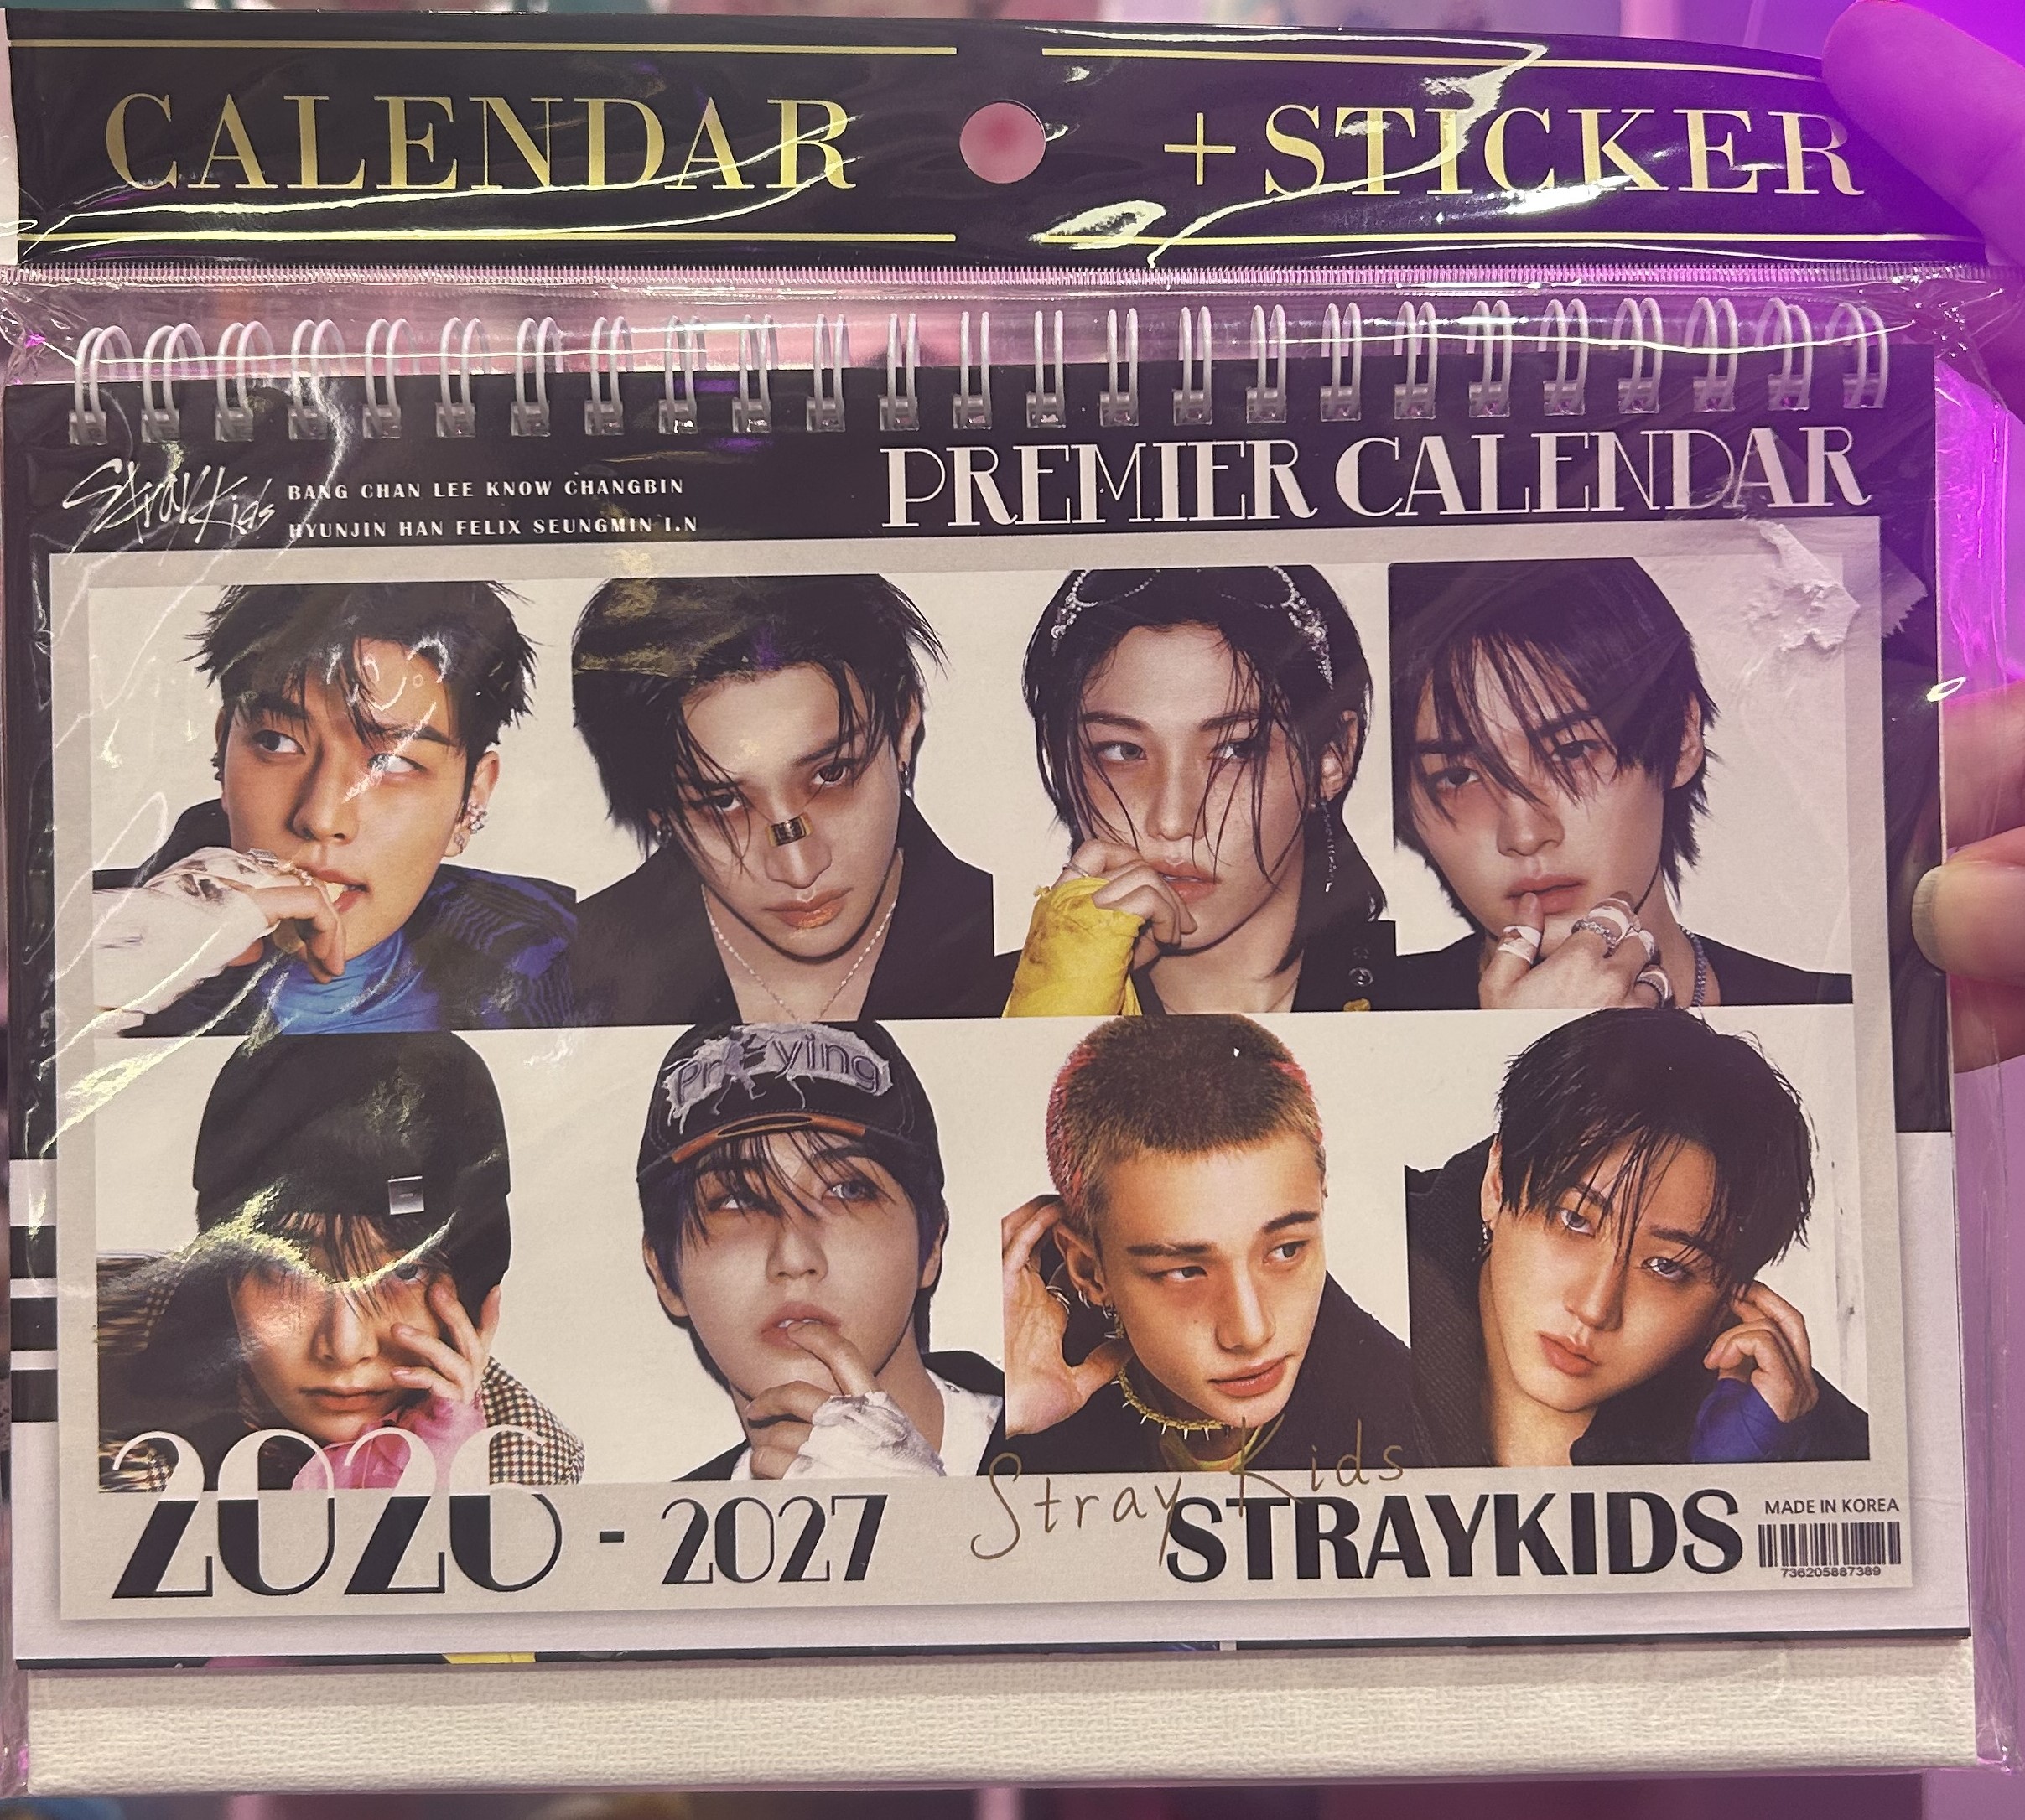 CALENDAR + STICKER
Stray Kids
BANG CHAN LEE KNOW CHANGBIN
HYUNJIN HAN FELIX SEUNGMIN I.N
PREMIER CALENDAR
2026 - 2027
Stray Kids
STRAYKIDS
MADE IN KOREA
736205887389